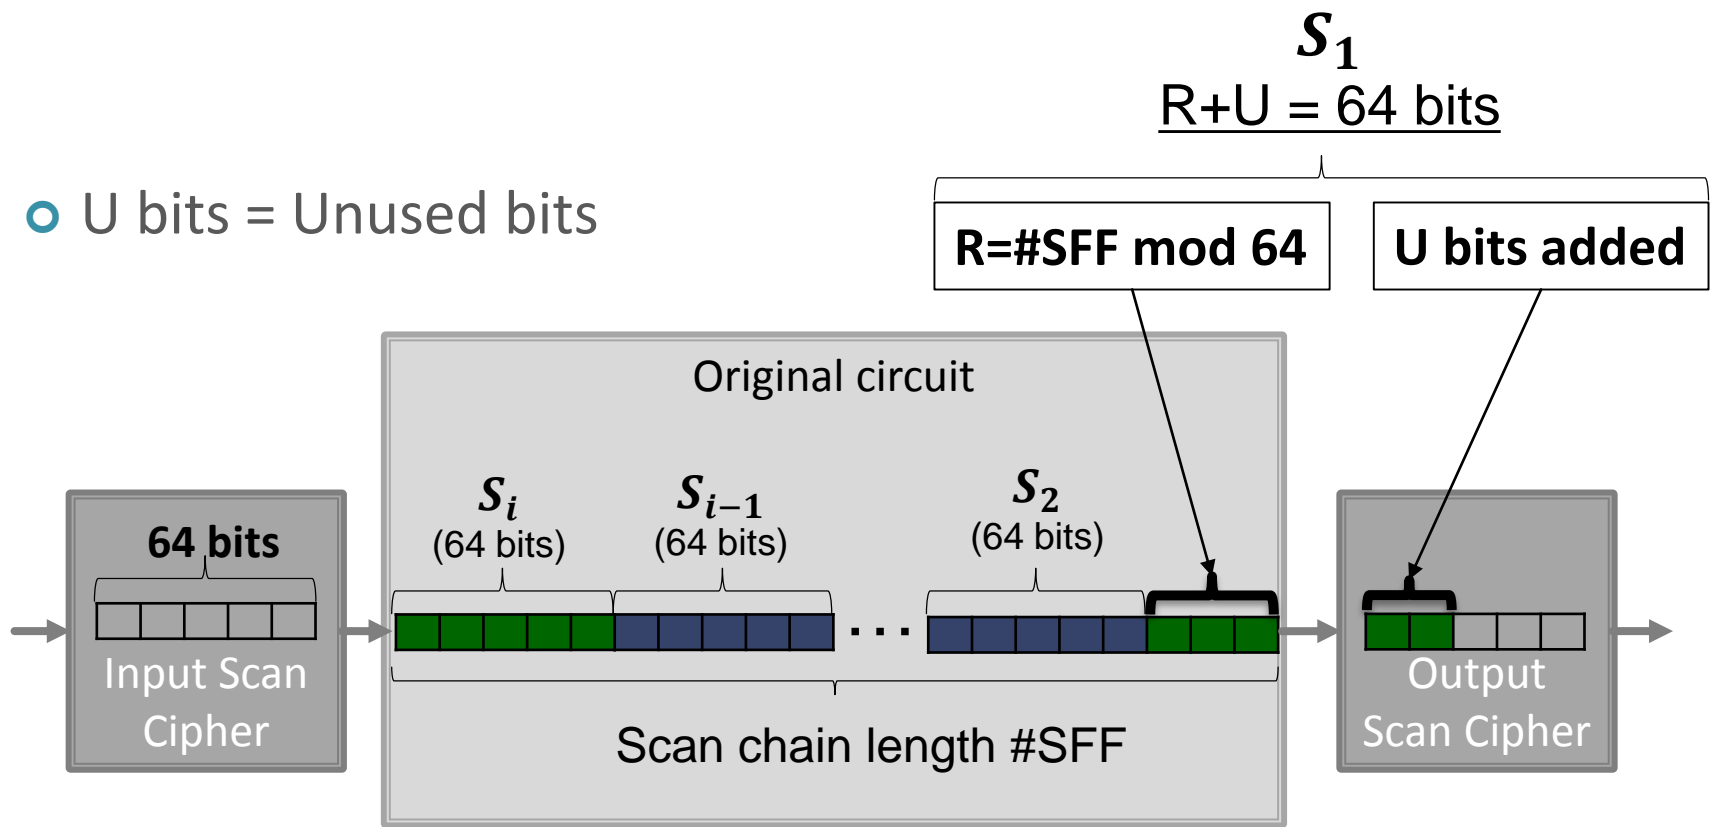 S₁
R+U = 64 bits
U bits = Unused bits
R=#SFF mod 64
U bits added
Original circuit
Sᵢ
(64 bits)
Sᵢ₋₁
(64 bits)
S₂
(64 bits)
64 bits
...
Input Scan
Cipher
Output
Scan Cipher
Scan chain length #SFF